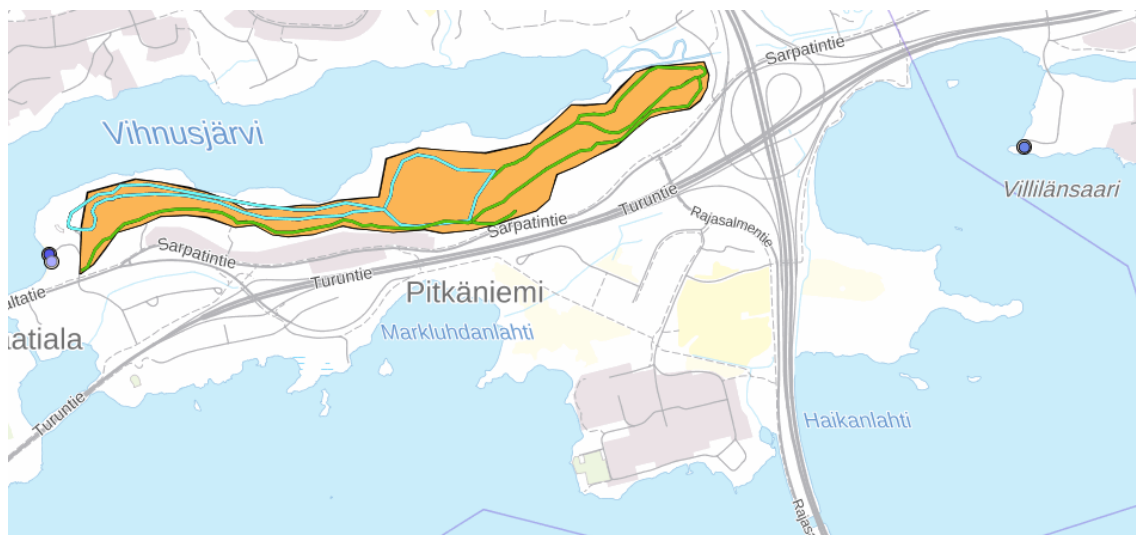 Sarpatintie
Vihnusjärvi
Villilänsaari
Turuntie
Rajasalmentie
Sarpatintie
Sarpatintie
Turuntie
altatie
Pitkäniemi
Markluhdanlahti
atiala
Turuntie
Haikanlahti
Rajas